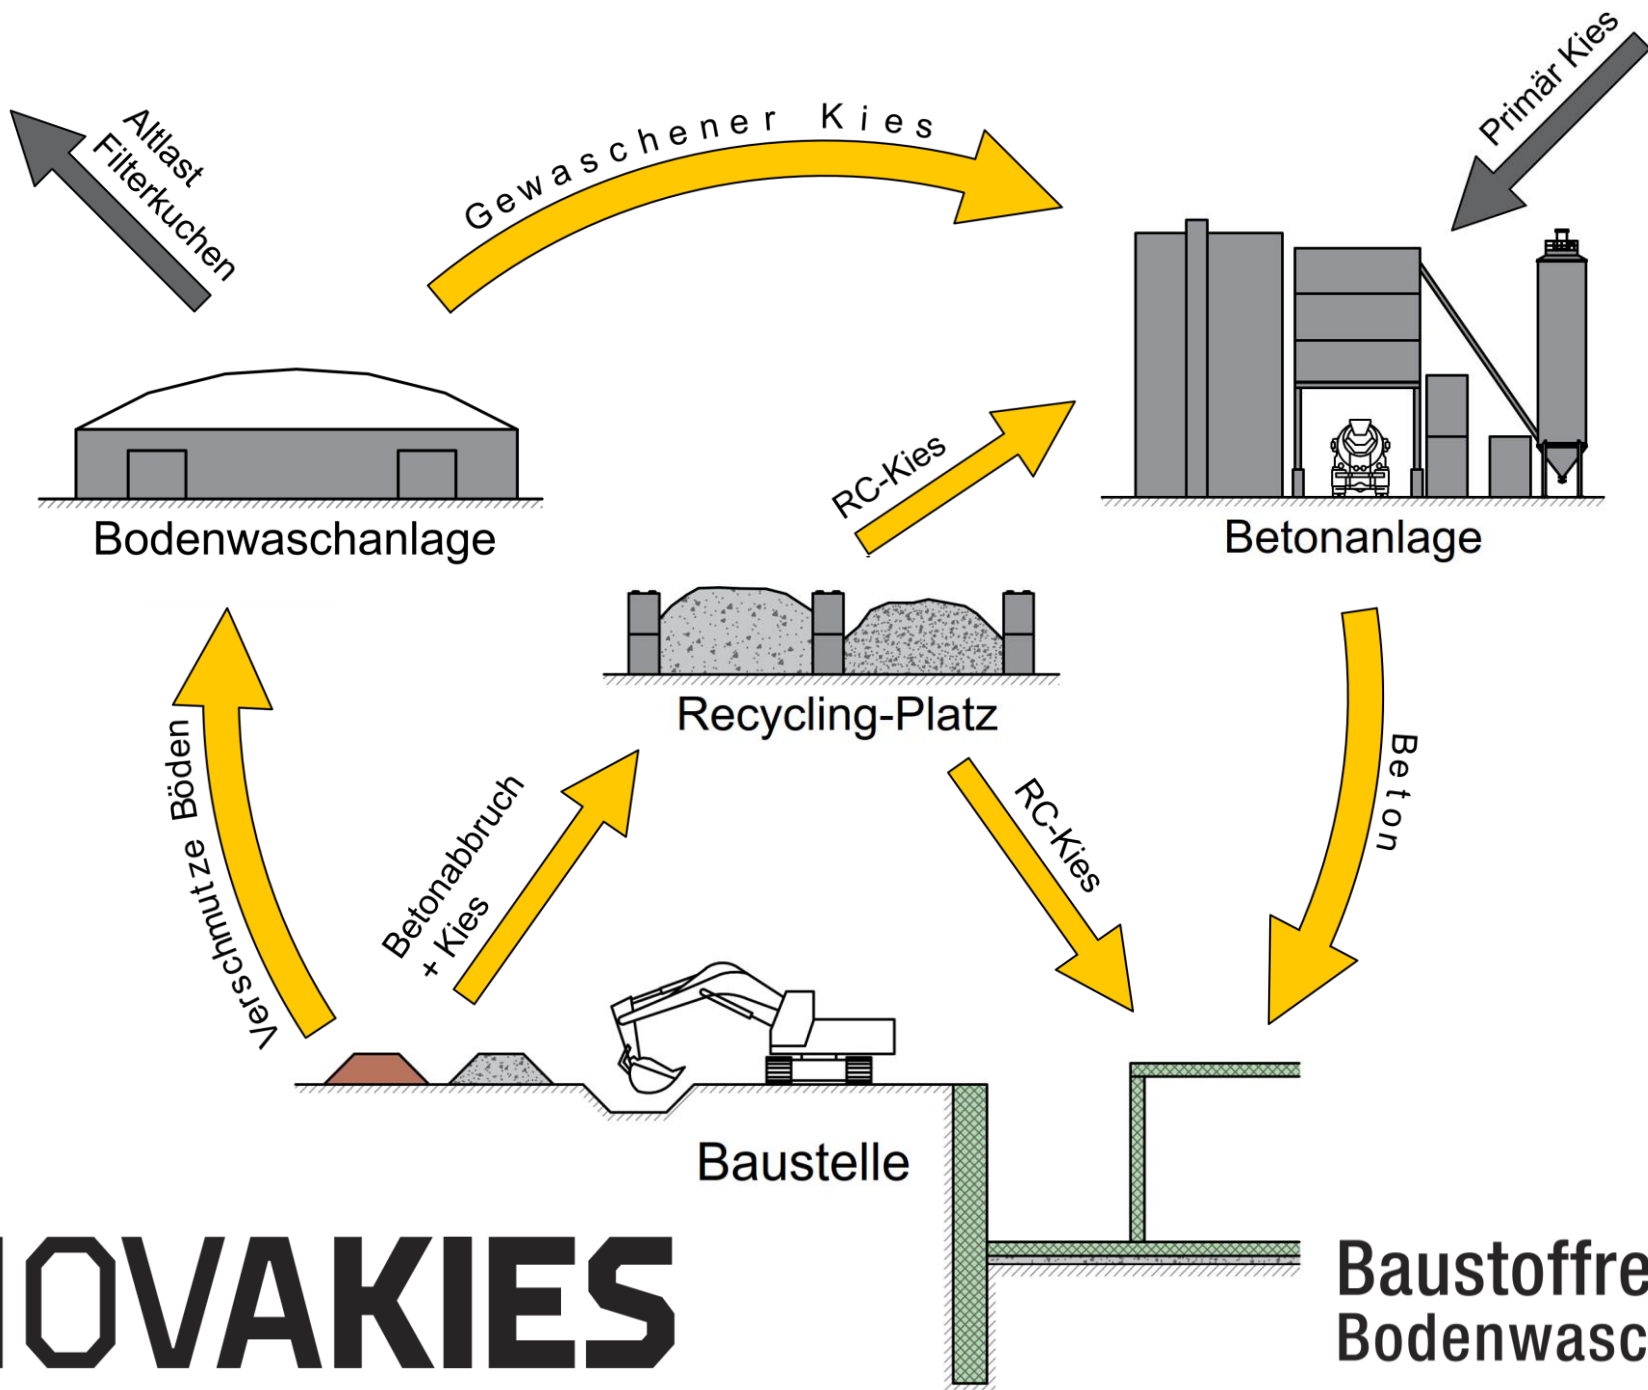 Primär Kies
Gewaschener Kies
Altlast
Filterkuchen
RC-Kies
Bodenwaschanlage
Betonanlage
Recycling-Platz
Verschmutze Böden
Betonabbruch
+ Kies
RC-Kies
Beton
Baustelle
OVAKIES
Baustoffre
Bodenwasc